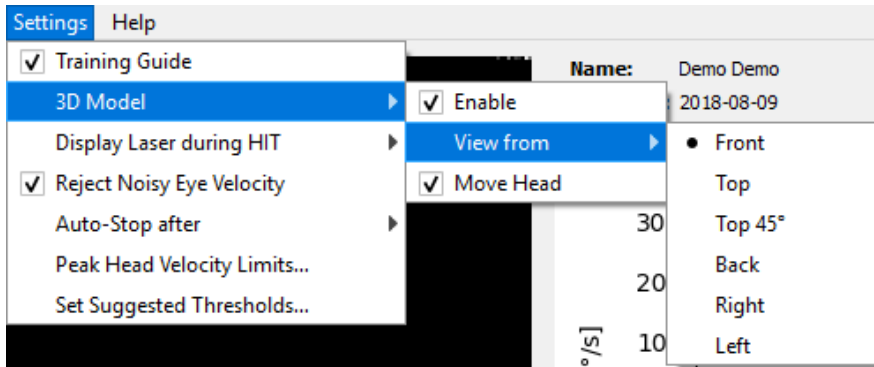 Settings Help
Training Guide
Name: Demo Demo
3D Model
Enable
2018-08-09
Display Laser during HIT
View from
Front
Reject Noisy Eye Velocity
Move Head
Top
Auto-Stop after
30
Top 45°
Peak Head Velocity Limits...
Back
20
Set Suggested Thresholds...
Right
°/s]
10
Left